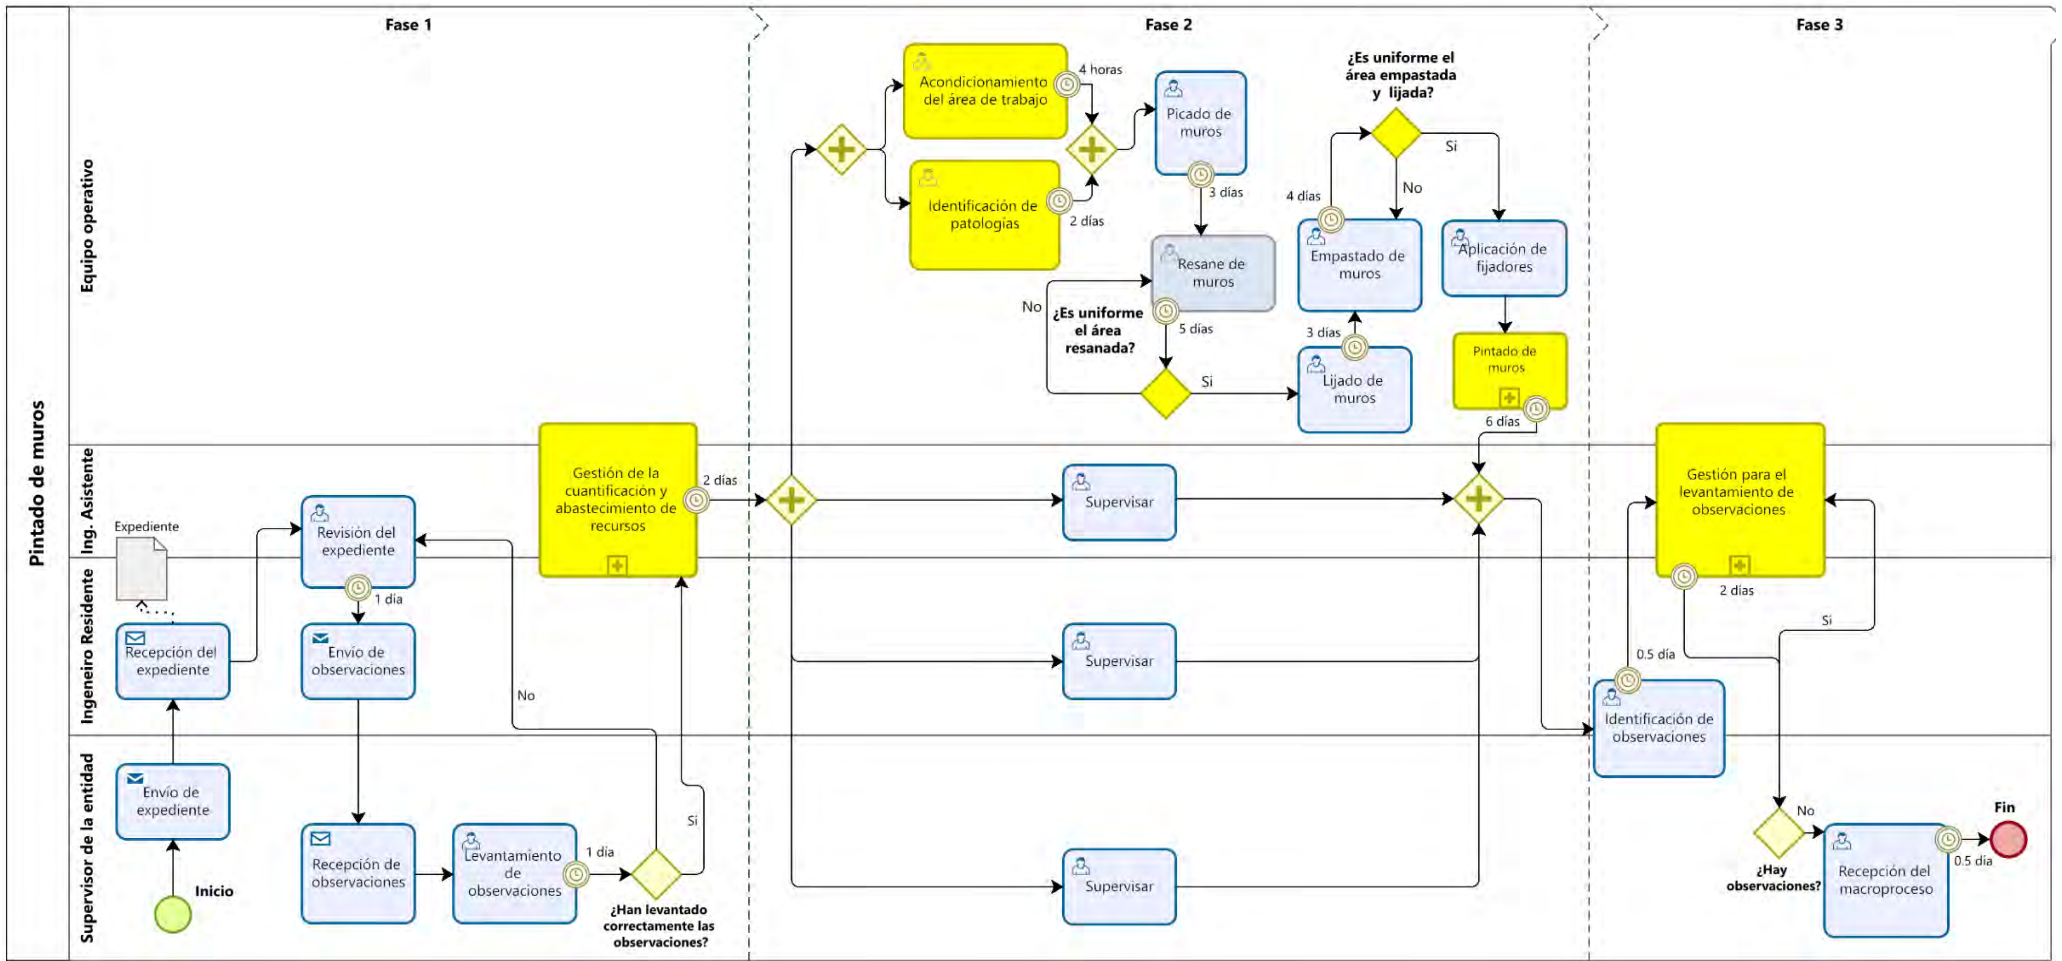 Fase 1
Fase 2
Fase 3
Pintado de muros
Equipo operativo
Ing. Asistente
Ingeneiro Residente
Supervisor de la entidad
Inicio
Envío de
expediente
Recepción del
expediente
Expediente
Revisión del
expediente
1 día
Envío de
observaciones
Recepción de
observaciones
Levantamiento
de
observaciones
1 día
¿Han levantado
correctamente las
observaciones?
No
Si
Gestión de la
cuantificación y
abastecimiento de
recursos
2 días
Acondicionamiento
del área de trabajo
4 horas
Identificación de
patologías
2 días
Picado de
muros
3 días
Resane de
muros
5 días
¿Es uniforme
el área
resanada?
No
Si
Lijado de
muros
3 días
Empastado de
muros
4 días
¿Es uniforme el
área empastada
y lijada?
No
Si
Aplicación de
fijadores
Pintado de
muros
6 días
Supervisar
Supervisar
Supervisar
Identificación de
observaciones
0.5 día
Gestión para el
levantamiento de
observaciones
2 días
Si
¿Hay
observaciones?
No
Recepción del
macroproceso
0.5 día
Fin